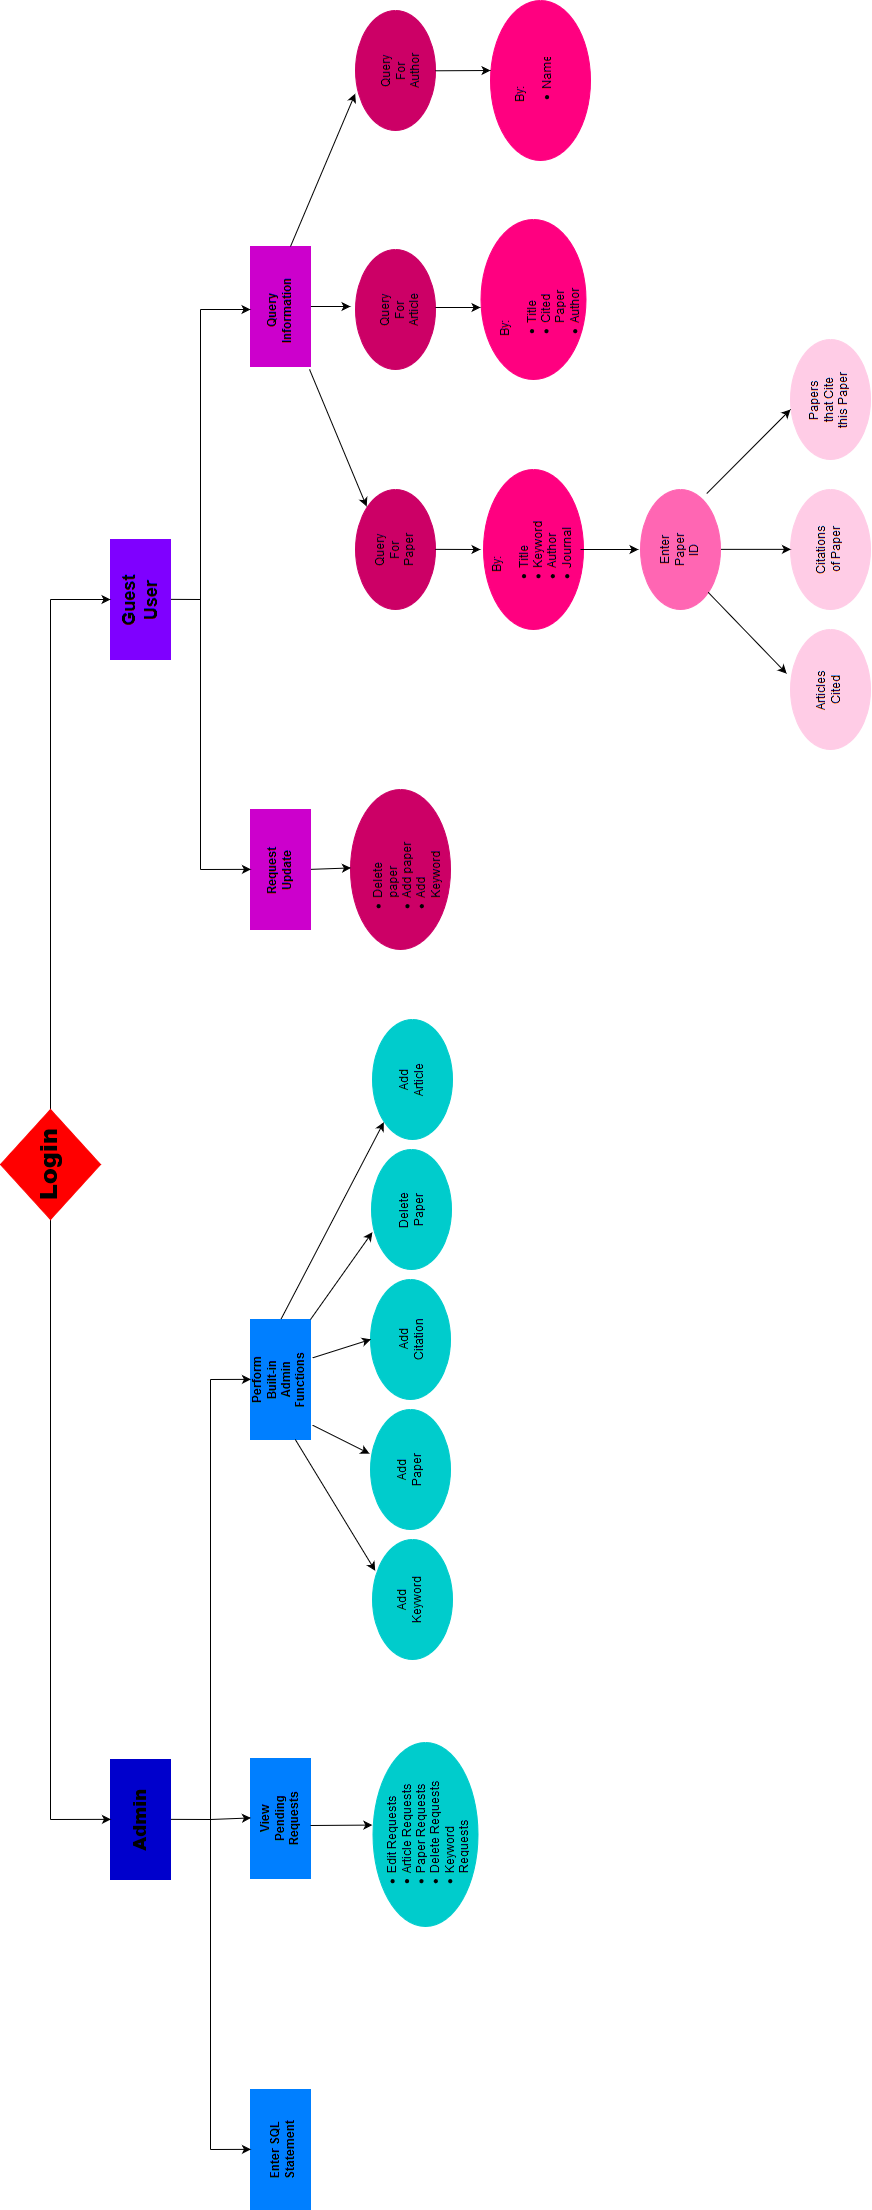 Login
Admin
Guest
User
Enter SQL
Statement
View
Pending
Requests
Perform
Built-in
Admin
Functions
Request
Update
Query
Information
• Edit Requests
• Article Requests
• Paper Requests
• Delete Requests
• Keyword
Requests
Add
Keyword
Add
Paper
Add
Citation
Delete
Paper
Add
Article
• Delete
paper
• Add paper
• Add
Keyword
Query
For
Paper
Query
For
Article
Query
For
Author
By:
• Title
• Keyword
• Author
• Journal
By:
• Title
• Cited
Paper
• Author
By:
• Name
Enter
Paper
ID
Articles
Cited
Citations
of Paper
Papers
that Cite
this Paper